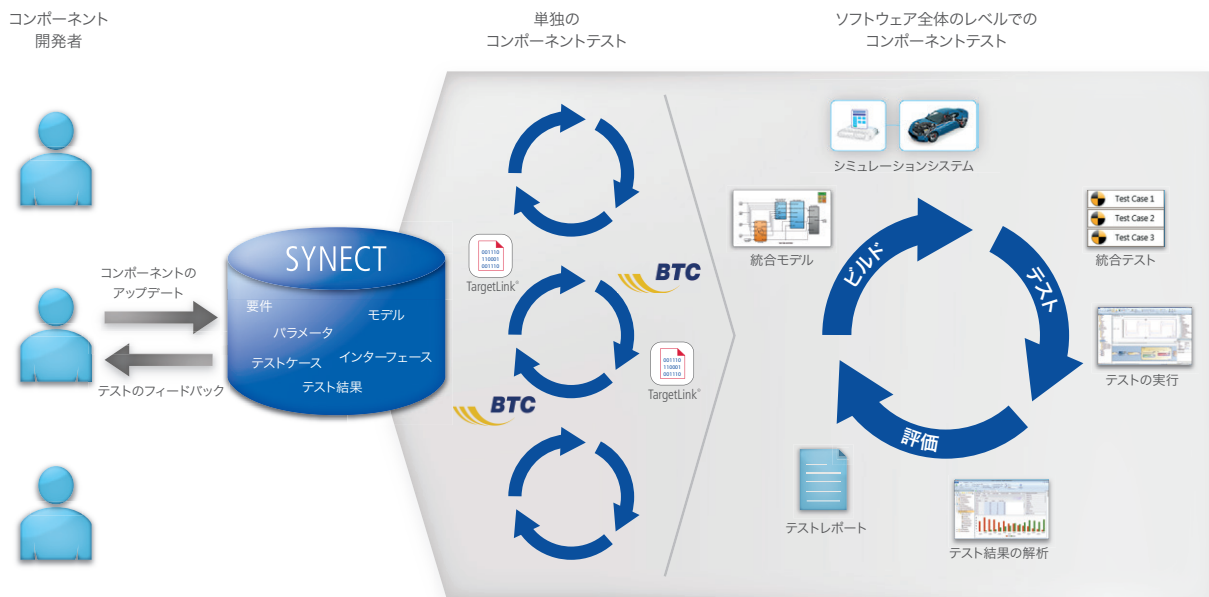 コンポーネント
開発者
単独の
コンポーネントテスト
ソフトウェア全体のレベルでの
コンポーネントテスト
コンポーネントの
アップデート
テストのフィードバック
SYNECT
要件
モデル
パラメータ
テストケース
インターフェース
テスト結果
001110
110001
001110
TargetLink®
BTC
001110
110001
001110
TargetLink®
BTC
シミュレーションシステム
統合モデル
Test Case 1
Test Case 2
Test Case 3
統合テスト
ビルド
テスト
評価
テストの実行
テストレポート
テスト結果の解析